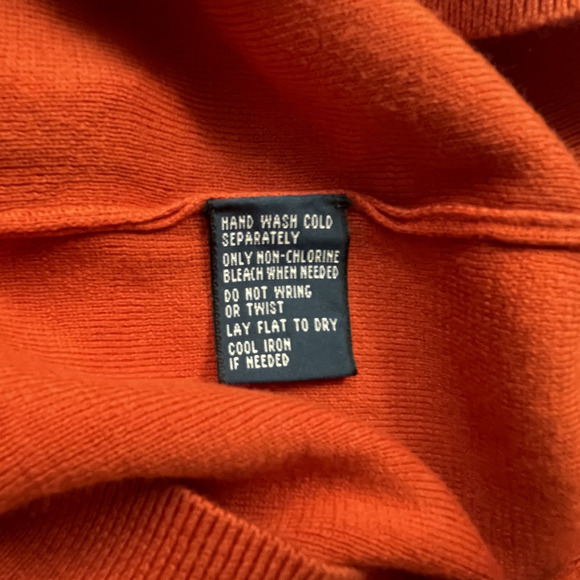 HAND WASH COLD
SEPARATELY
ONLY NON-CHLORINE
BLEACH WHEN NEEDED
DO NOT WRING
OR TWIST
LAY FLAT TO DRY
COOL IRON
IF NEEDED